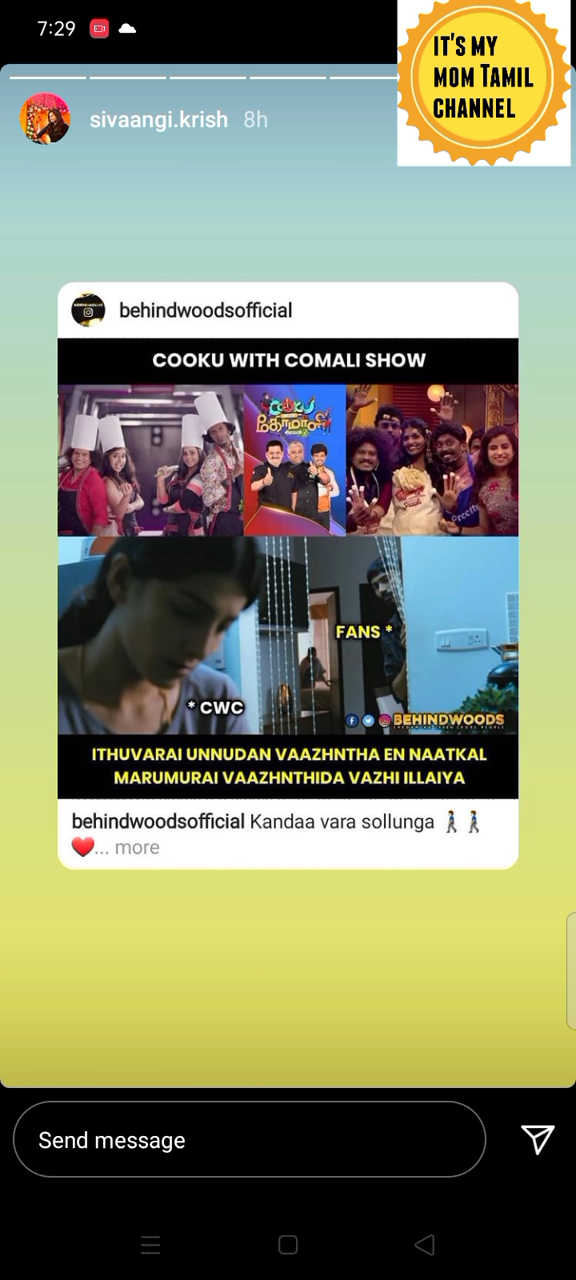 7:29
IT'S MY
MOM TAMIL
CHANNEL
sivaangi.krish 8h
behindwoodsofficial
COOKU WITH COMALI SHOW
குக்கு
கோமாளி
FANS *
* CWC
BEHINDWOODS
ITHUVARAI UNNUDAN VAAZHNTHA EN NAATKAL
MARUMURAI VAAZHNTHIDA VAZHI ILLAIYA
behindwoodsofficial Kandaa vara sollunga 🚶‍♂️🚶‍♂️
❤️... more
Send message